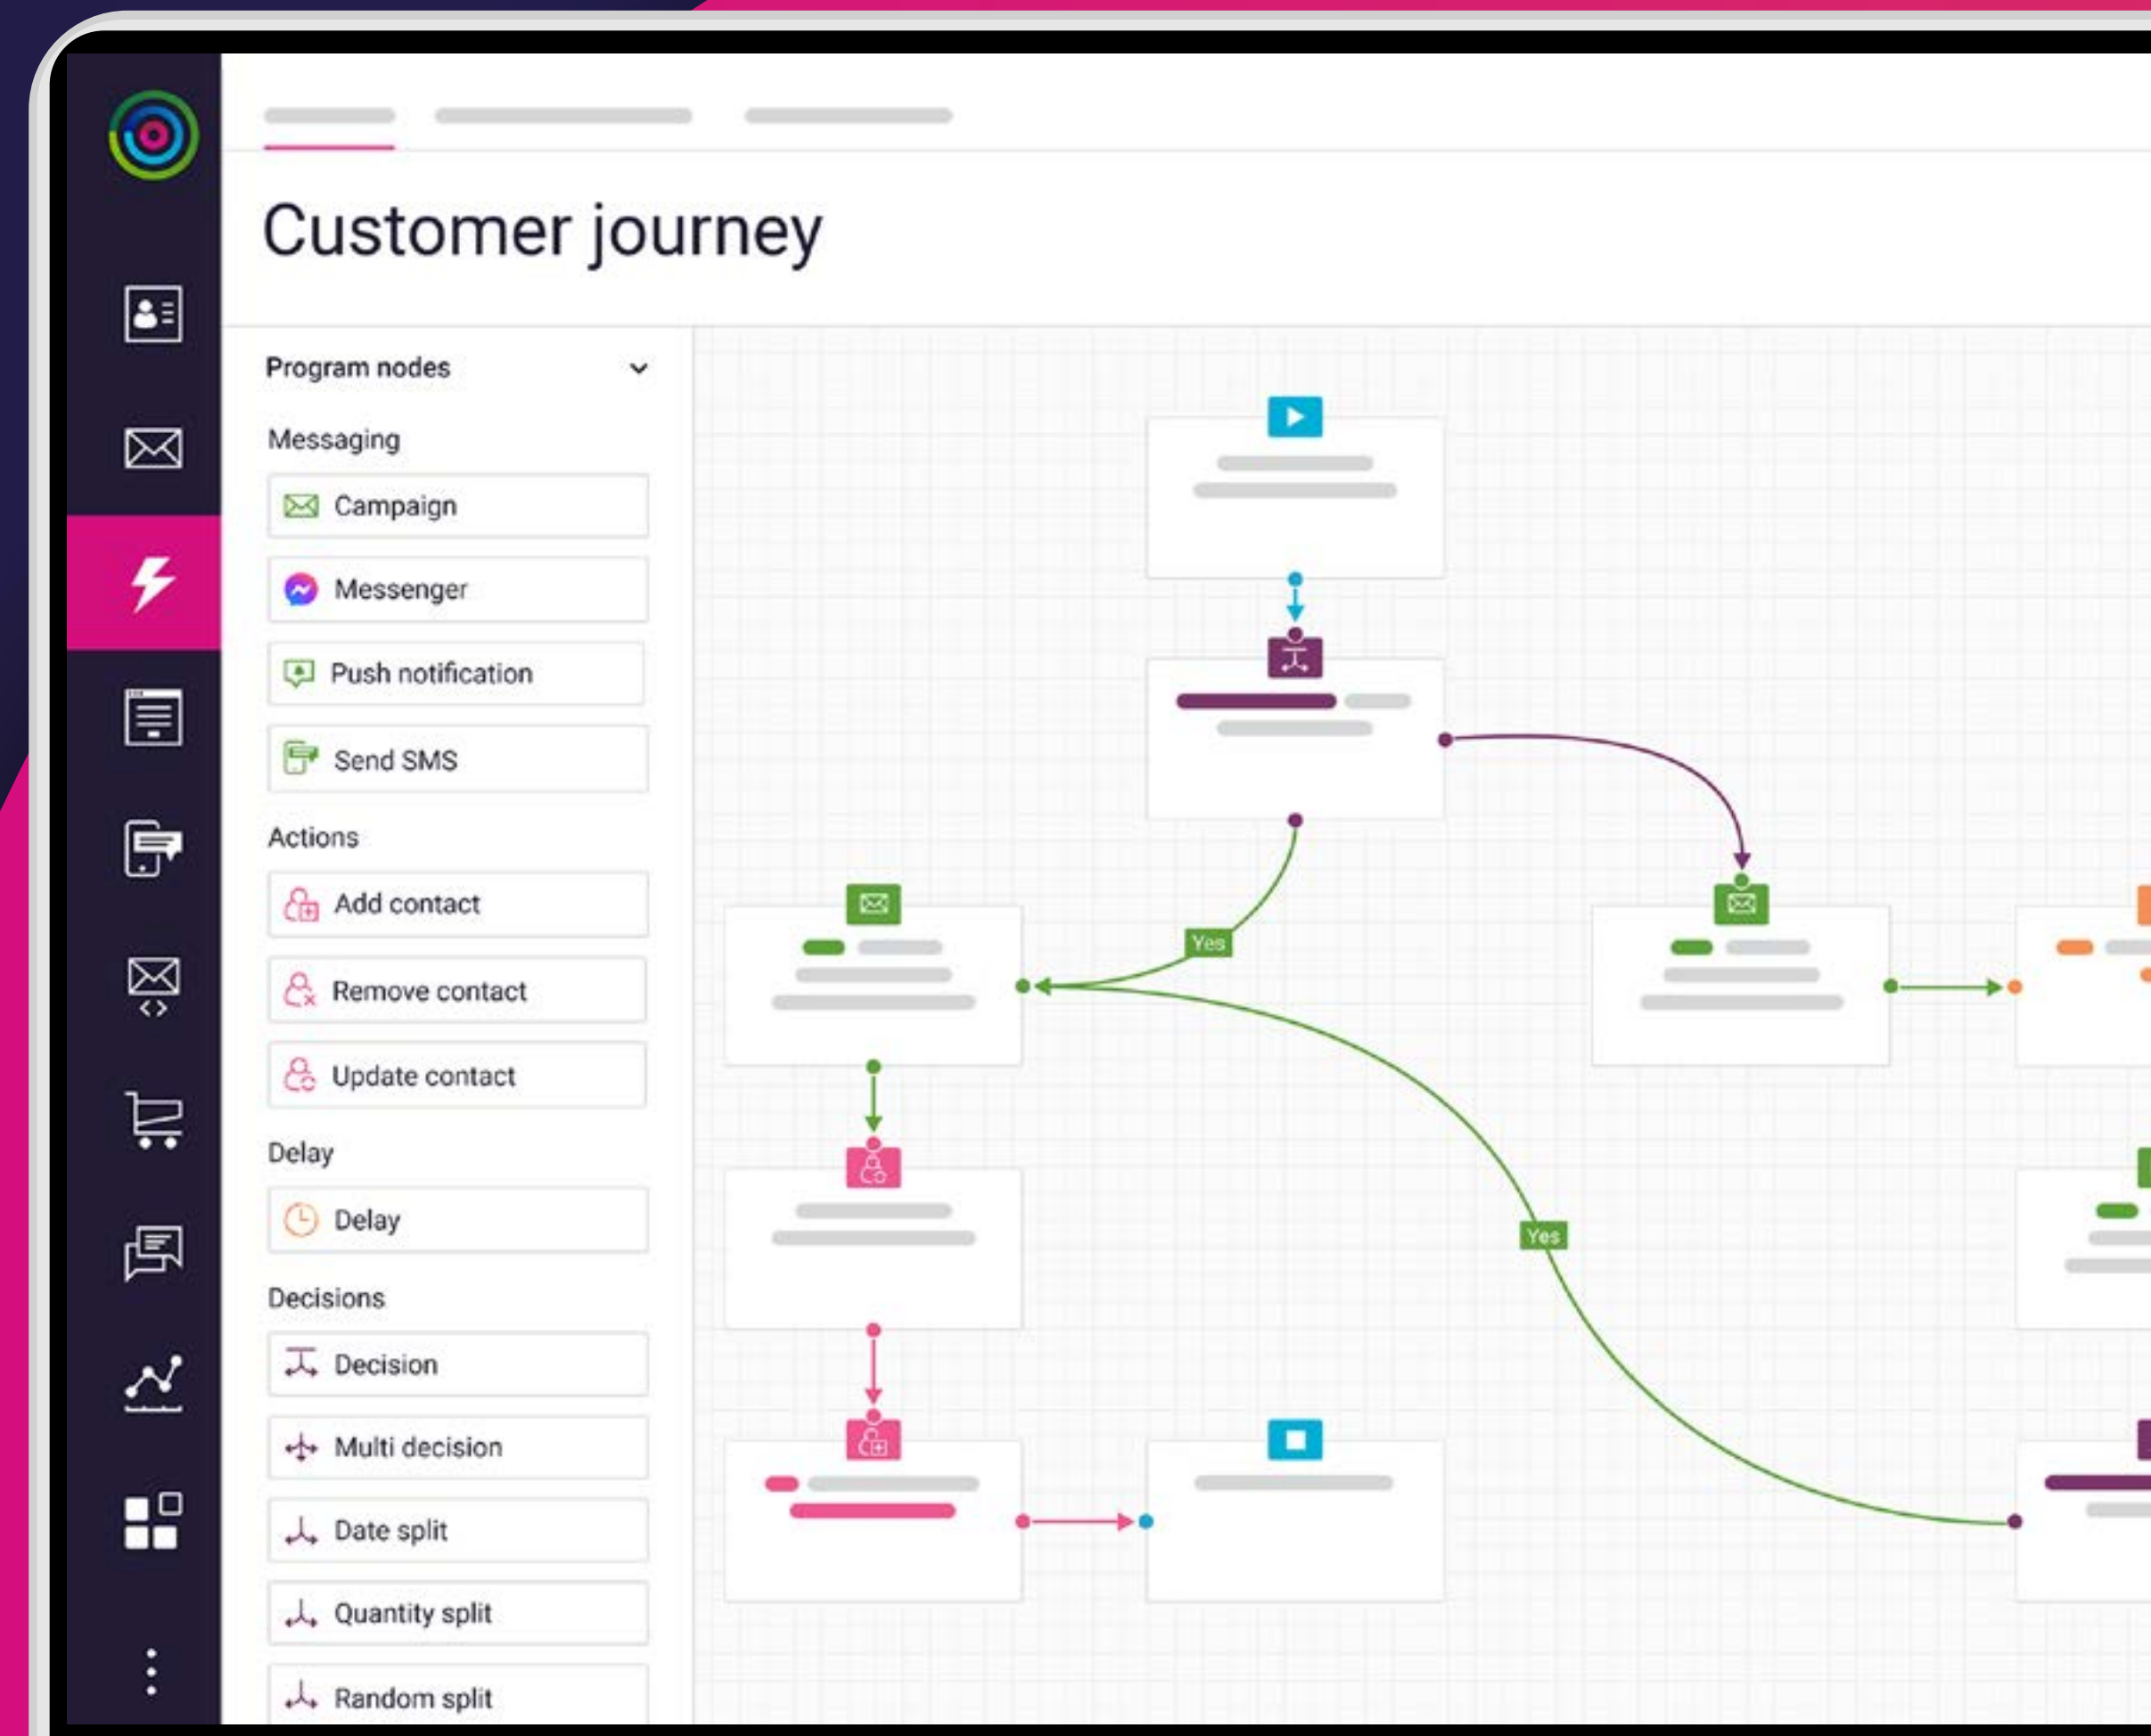 Customer journey
Program nodes
Messaging
Campaign
Messenger
Push notification
Send SMS
Actions
Add contact
Remove contact
Update contact
Delay
Delay
Decisions
Decision
Multi decision
Date split
Quantity split
Random split
Yes
Yes